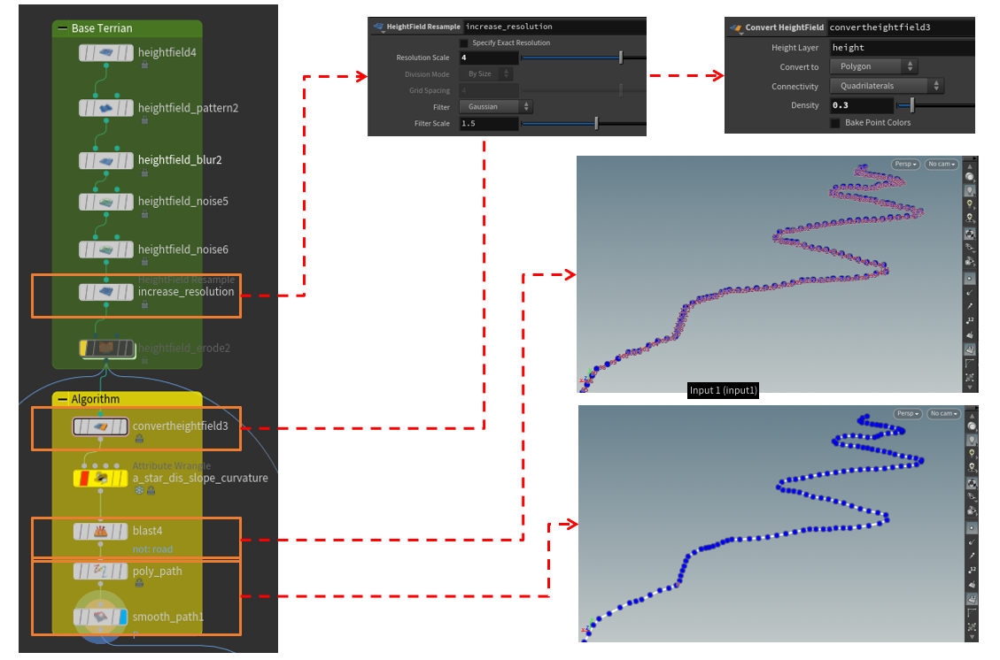 Base Terrian
heightfield4
heightfield_pattern2
heightfield_blur2
heightfield_noise5
heightfield_noise6
HeightField Resample
increase_resolution
heightfield_erode2
Algorithm
convertheightfield3
Attribute Wrangle
a_star_dis_slope_curvature
blast4
not: road
poly_path
smooth_path1
HeightField Resample increase_resolution
Specify Exact Resolution
Resolution Scale 4
Division Mode By Size
Grid Spacing 4
Filter Gaussian
Filter Scale 1.5
Convert HeightField convertheightfield3
Height Layer height
Convert to Polygon
Connectivity Quadrilaterals
Density 0.3
Bake Point Colors
Persp No cam
Input 1 (input1)
Persp No cam